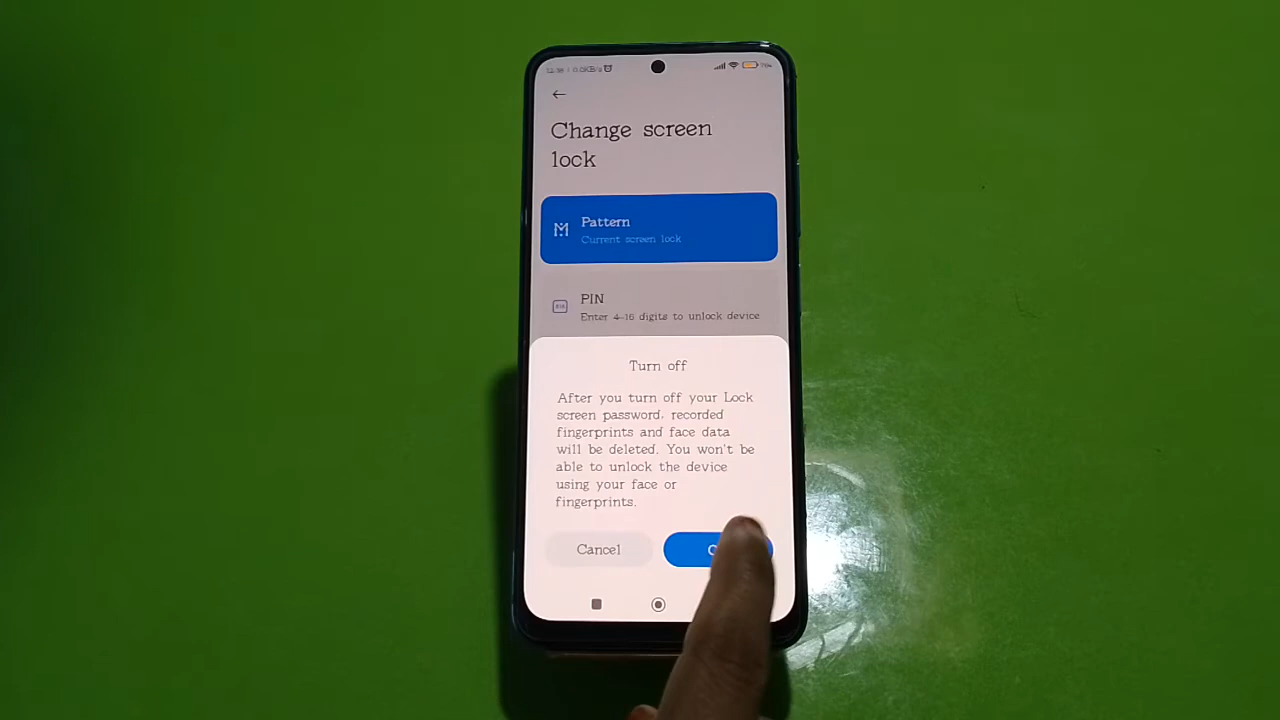 Change screen
lock
Pattern
Current screen lock
PIN
Enter 4-16 digits to unlock device
Turn off
After you turn off your Lock
screen password, recorded
fingerprints and face data
will be deleted. You won't be
able to unlock the device
using your face or
fingerprints.
Cancel